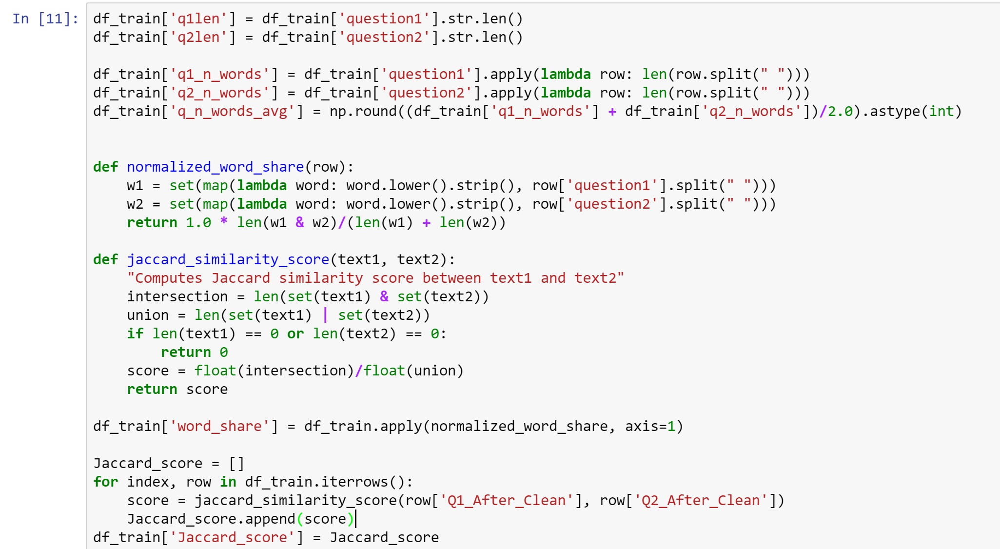 In [11]:
df_train['q1len'] = df_train['question1'].str.len()
df_train['q2len'] = df_train['question2'].str.len()

df_train['q1_n_words'] = df_train['question1'].apply(lambda row: len(row.split(" ")))
df_train['q2_n_words'] = df_train['question2'].apply(lambda row: len(row.split(" ")))
df_train['q_n_words_avg'] = np.round((df_train['q1_n_words'] + df_train['q2_n_words'])/2.0).astype(int)


def normalized_word_share(row):
    w1 = set(map(lambda word: word.lower().strip(), row['question1'].split(" ")))
    w2 = set(map(lambda word: word.lower().strip(), row['question2'].split(" ")))
    return 1.0 * len(w1 & w2)/(len(w1) + len(w2))

def jaccard_similarity_score(text1, text2):
    "Computes Jaccard similarity score between text1 and text2"
    intersection = len(set(text1) & set(text2))
    union = len(set(text1) | set(text2))
    if len(text1) == 0 or len(text2) == 0:
        return 0
    score = float(intersection)/float(union)
    return score

df_train['word_share'] = df_train.apply(normalized_word_share, axis=1)

Jaccard_score = []
for index, row in df_train.iterrows():
    score = jaccard_similarity_score(row['Q1_After_Clean'], row['Q2_After_Clean'])
    Jaccard_score.append(score)
df_train['Jaccard_score'] = Jaccard_score